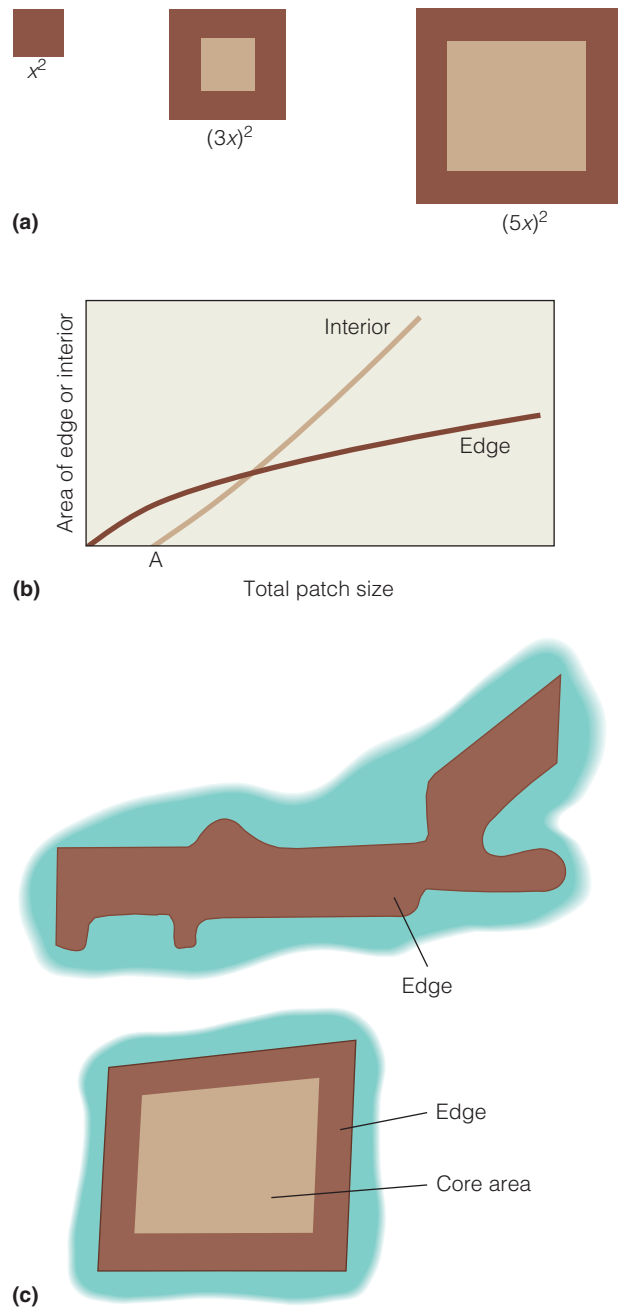 x²
(3x)²
(5x)²
(a)
Area of edge or interior
Interior
Edge
A
Total patch size
(b)
Edge
Edge
Core area
(c)